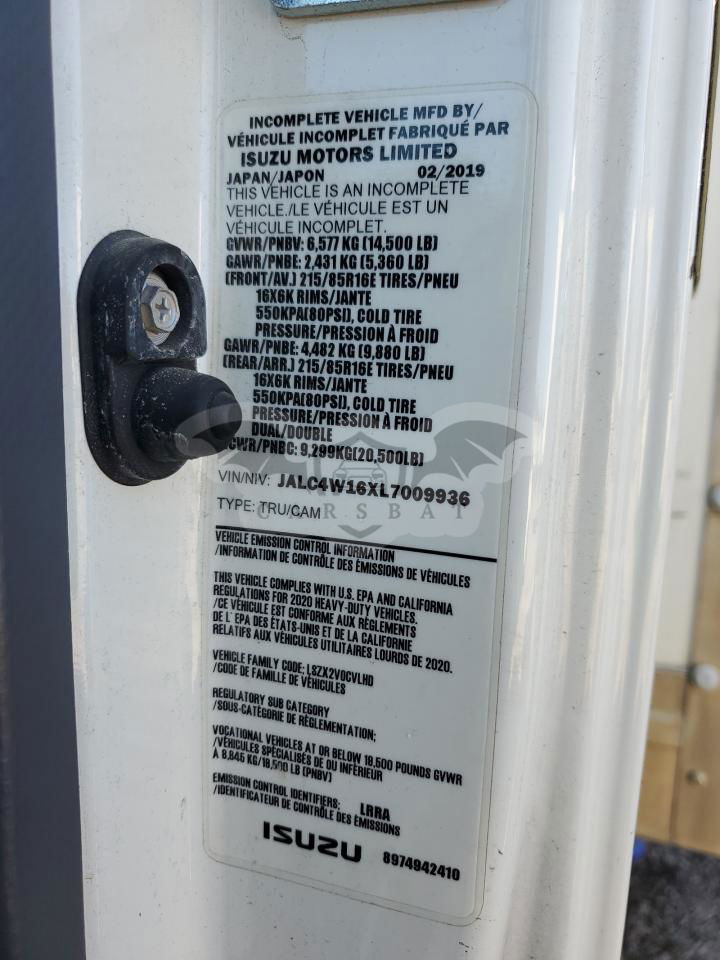 INCOMPLETE VEHICLE MFD BY/
VÉHICULE INCOMPLET FABRIQUÉ PAR
ISUZU MOTORS LIMITED
JAPAN/JAPON 02/2019
THIS VEHICLE IS AN INCOMPLETE
VEHICLE./LE VÉHICULE EST UN
VÉHICULE INCOMPLET.
GVWR/PNBV: 6,577 KG (14,500 LB)
GAWR/PNBE: 2,431 KG (5,360 LB)
(FRONT/AV.) 215/85R16E TIRES/PNEU
16X6K RIMS/JANTE
550KPA(80PSI), COLD TIRE
PRESSURE/PRESSION À FROID
GAWR/PNBE: 4,482 KG (9,880 LB)
(REAR/ARR.) 215/85R16E TIRES/PNEU
16X6K RIMS/JANTE
550KPA(80PSI), COLD TIRE
PRESSURE/PRESSION À FROID
DUAL/DOUBLE
CWR/PNBC: 9,299KG(20,500LB)
VIN/NIV: JALC4W16XL7009936
CARSBAT
TYPE: TRU/CAM
VEHICLE EMISSION CONTROL INFORMATION
/INFORMATION DE CONTRÔLE DES ÉMISSIONS DE VÉHICULES
THIS VEHICLE COMPLIES WITH U.S. EPA AND CALIFORNIA
REGULATIONS FOR 2020 HEAVY-DUTY VEHICLES.
/CE VÉHICULE EST CONFORME AUX RÈGLEMENTS
DE L' EPA DES ÉTATS-UNIS ET DE LA CALIFORNIE
RELATIFS AUX VÉHICULES UTILITAIRES LOURDS DE 2020.
VEHICLE FAMILY CODE: LSZX2VOCVLHD
/CODE DE FAMILLE DE VÉHICULES
REGULATORY SUB CATEGORY
/SOUS-CATÉGORIE DE RÈGLEMENTATION:
VOCATIONAL VEHICLES AT OR BELOW 19,500 POUNDS GVWR
/VÉHICULES SPÉCIALISÉS DE OU INFÉRIEUR
À 8,845 KG/19,500 LB (PNBV)
EMISSION CONTROL IDENTIFIERS: LRRA
/IDENTIFICATEUR DE CONTRÔLE DES ÉMISSIONS
ISUZU 8974942410